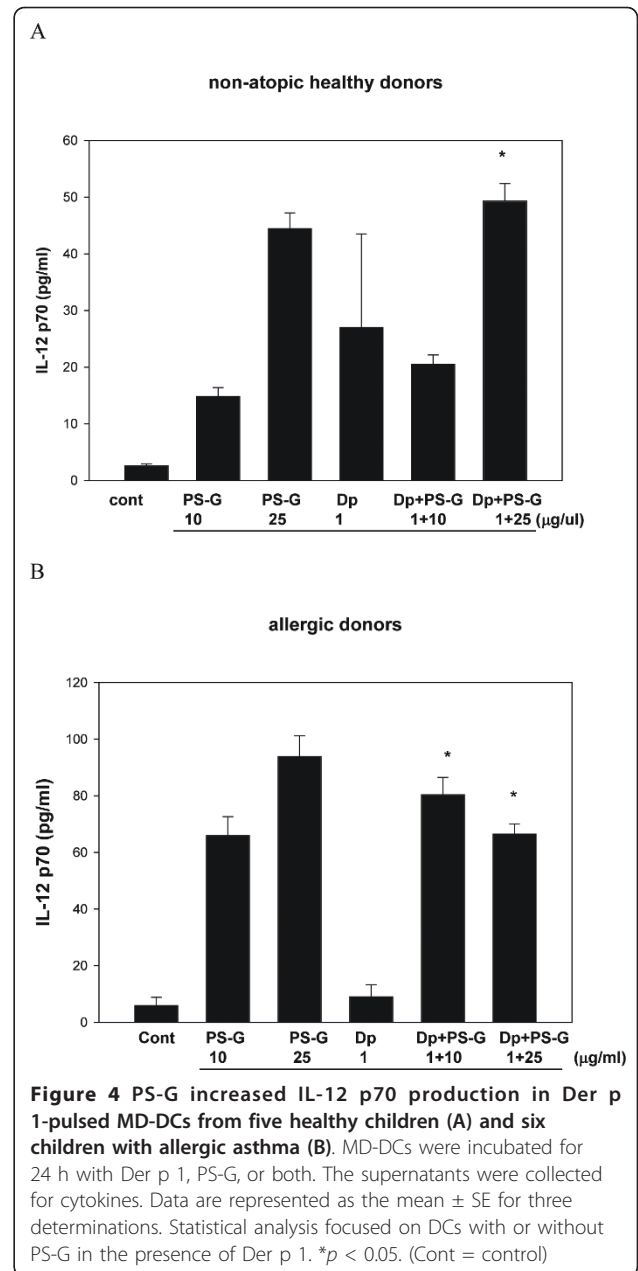 A
non-atopic healthy donors
60
50
40
30
20
10
0
IL-12 p70 (pg/ml)
*
cont PS-G PS-G Dp Dp+PS-G Dp+PS-G
10 25 1 1+10 1+25 (μg/ul)
B
allergic donors
120
100
80
60
40
20
0
IL-12 p70 (pg/ml)
* *
Cont PS-G PS-G Dp Dp+PS-G Dp+PS-G
10 25 1 1+10 1+25 (μg/ml)
Figure 4 PS-G increased IL-12 p70 production in Der p
1-pulsed MD-DCs from five healthy children (A) and six
children with allergic asthma (B). MD-DCs were incubated for
24 h with Der p 1, PS-G, or both. The supernatants were collected
for cytokines. Data are represented as the mean ± SE for three
determinations. Statistical analysis focused on DCs with or without
PS-G in the presence of Der p 1. *p < 0.05. (Cont = control)